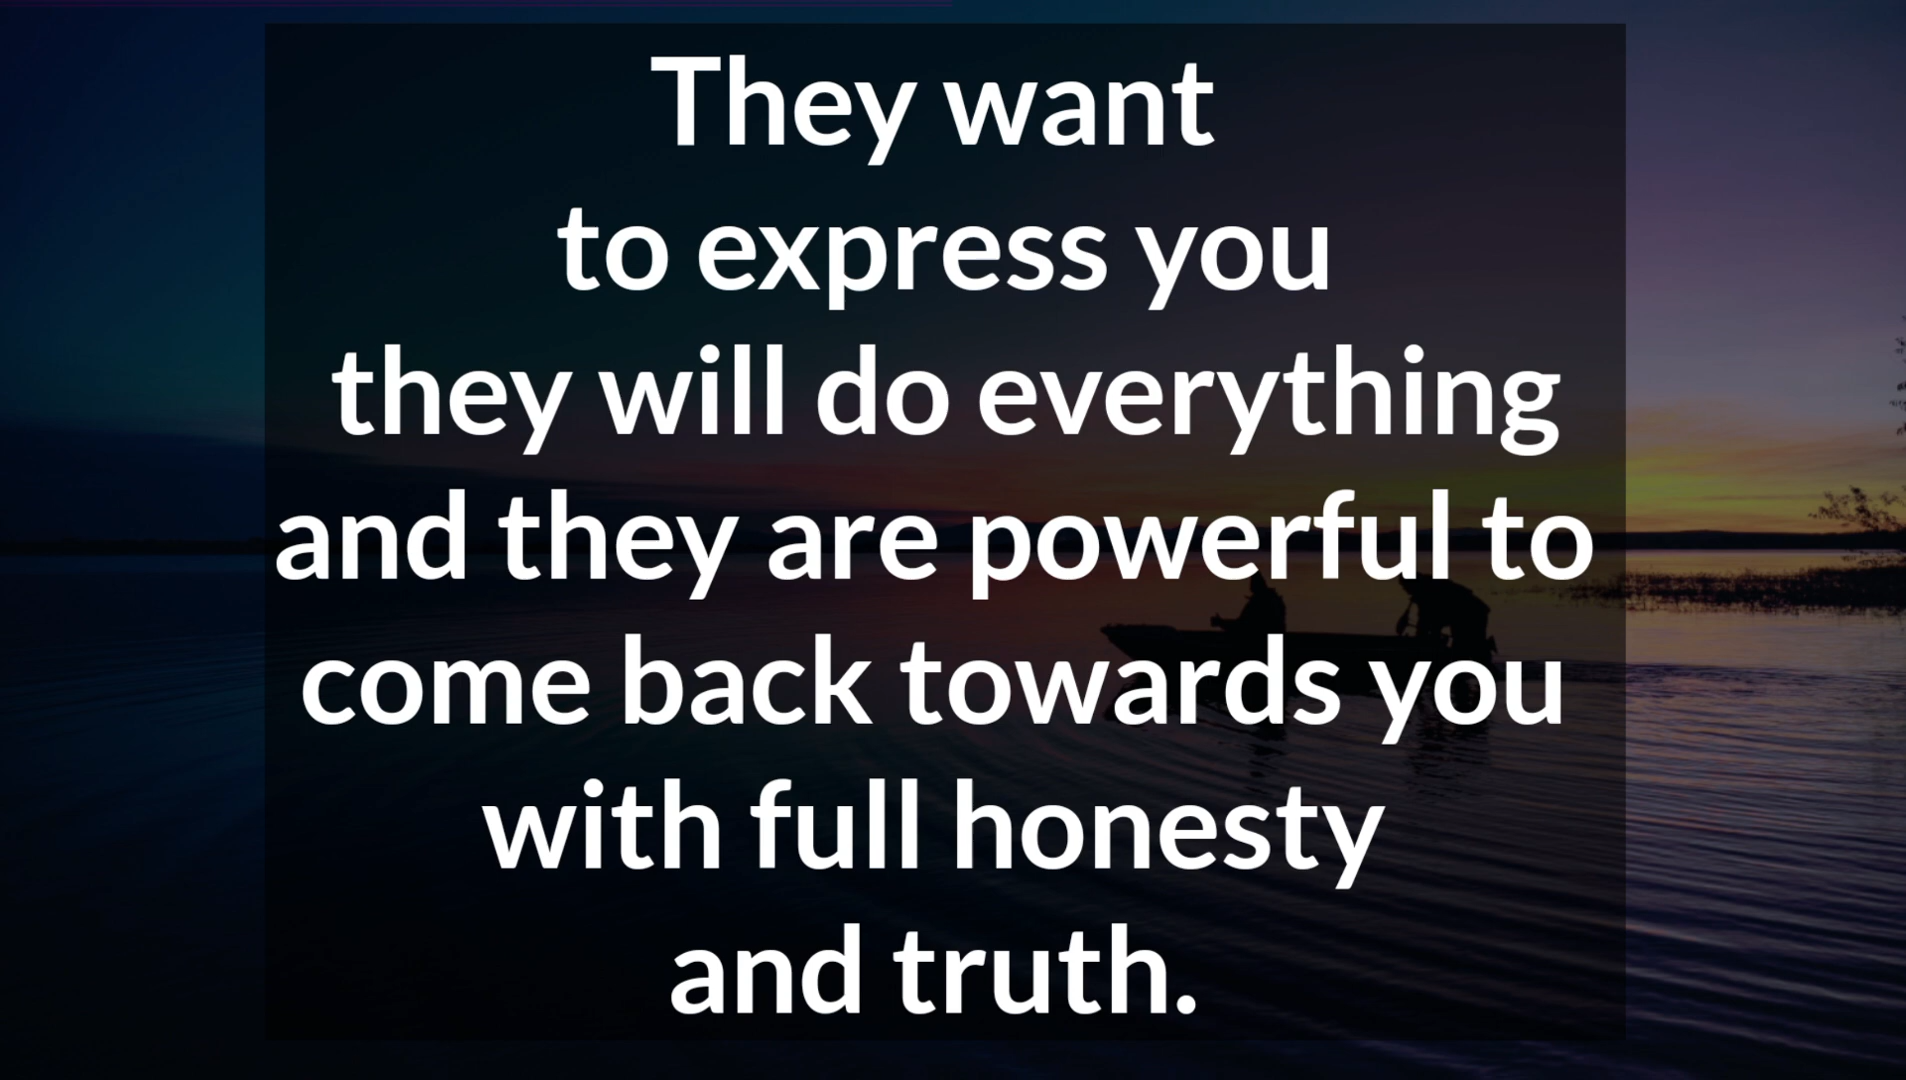 They want
to express you
they will do everything
and they are powerful to
come back towards you
with full honesty
and truth.